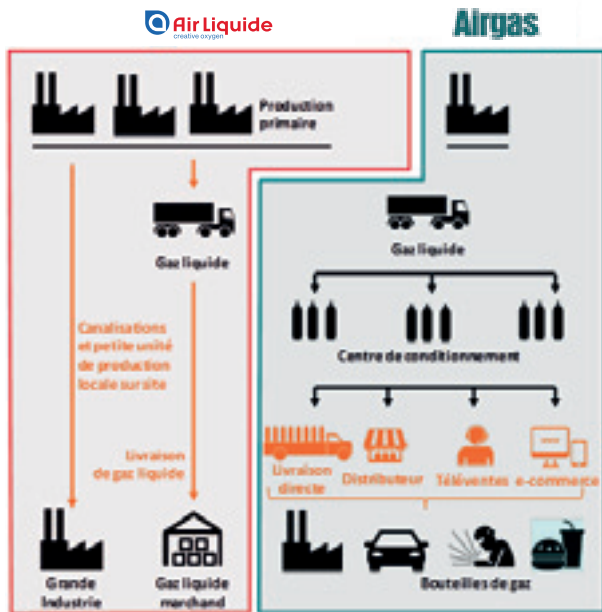 Air Liquide
creative oxygen
Airgas
Production
primaire
Gaz liquide
Gaz liquide
Canalisations
et petite unité
de production
locale sur site
Centre de conditionnement
Livraison
de gaz liquide
Livraison
directe
Distributeur
Téléventes
e-commerce
Grande
Industrie
Gaz liquide
marchand
Bouteilles de gaz